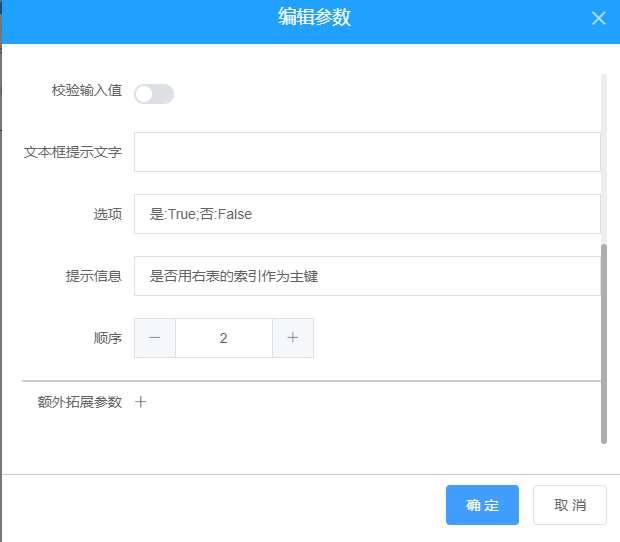 编辑参数
校验输入值
文本框提示文字
选项 是:True;否:False
提示信息 是否用右表的索引作为主键
顺序 2
额外拓展参数
确定 取消